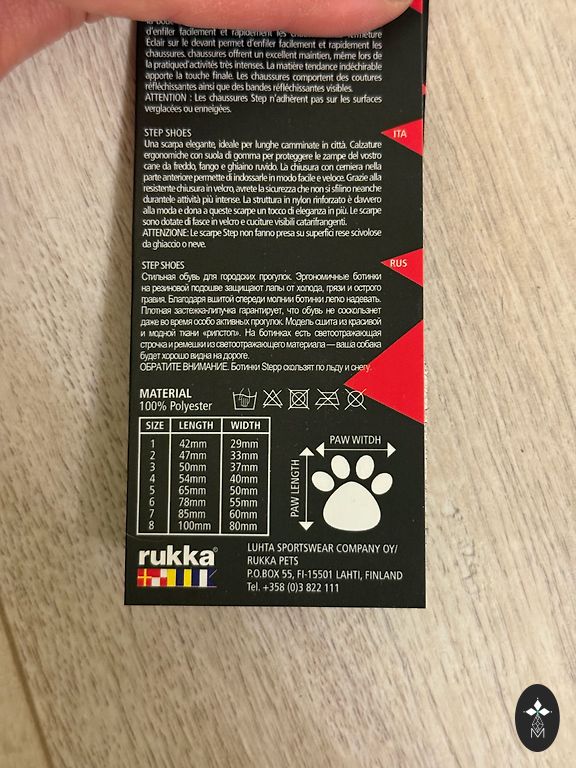 d'enfiler facilement et rapidement les chaussures. fermeture
Éclair sur le devant permet d'enfiler facilement et rapidement les
chaussures. chaussures offrent un excellent maintien, même lors de
la pratiqued'activités très intenses. La matière tendance indéchirable
apporte la touche finale. Les chaussures comportent des coutures
réfléchissantes ainsi que des bandes réfléchissantes visibles.
ATTENTION : Les chaussures Step n'adhèrent pas sur les surfaces
verglacées ou enneigées.
STEP SHOES
ITA
Una scarpa elegante, ideale per lunghe camminate in città. Calzature
ergonomiche con suola di gomma per proteggere le zampe del vostro
cane da freddo, fango e ghiaino ruvido. La chiusura con cerniera nella
parte anteriore permette di indossarle in modo facile e veloce. Grazie alla
resistente chiusura in velcro, avrete la sicurezza che non si sfilino neanche
durantele attività più intense. La struttura in nylon rinforzato è davvero
alla moda e dona a queste scarpe un tocco di eleganza in più. Le scarpe
sono dotate di fasce in velcro e cuciture visibili catarifrangenti.
ATTENZIONE: Le scarpe Step non fanno presa su superfici rese scivolose
da ghiaccio o neve.
STEP SHOES
RUS
Стильная обувь для городских прогулок. Эргономичные ботинки
на резиновой подошве защищают лапы от холода, грязи и острого
гравия. Благодаря вшитой спереди молнии ботинки легко надевать.
Плотная застежка-липучка гарантирует, что обувь не соскользнет
даже во время особо активных прогулок. Модель сшита из красивой
и модной ткани «рипстоп». На ботинках есть светоотражающая
строчка и ремешки из светоотражающего материала — ваша собака
будет хорошо видна на дороге.
ОБРАТИТЕ ВНИМАНИЕ. Ботинки Stepp скользят по льду и снегу.
MATERIAL
100% Polyester
SIZE LENGTH WIDTH
1 42mm 29mm
2 47mm 33mm
3 50mm 37mm
4 54mm 40mm
5 65mm 50mm
6 78mm 55mm
7 85mm 60mm
8 100mm 80mm
PAW WITDH
PAW LENGTH
rukka®
LUHTA SPORTSWEAR COMPANY OY/
RUKKA PETS
P.O.BOX 55, FI-15501 LAHTI, FINLAND
Tel. +358 (0)3 822 111
M